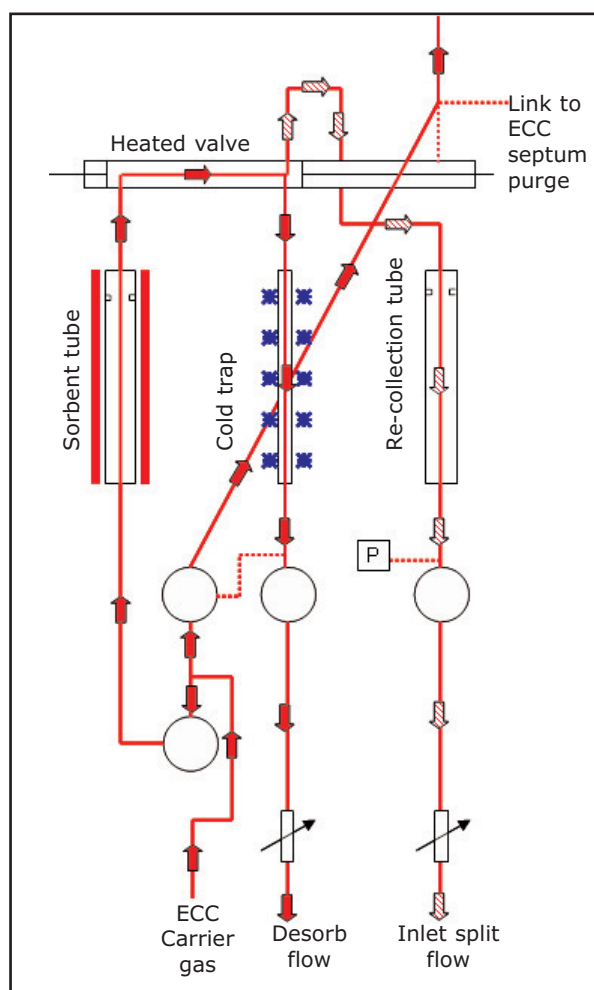 Link to
ECC
septum
purge
Heated valve
Sorbent tube
Cold trap
Re-collection tube
P
ECC
Carrier
gas
Desorb
flow
Inlet split
flow